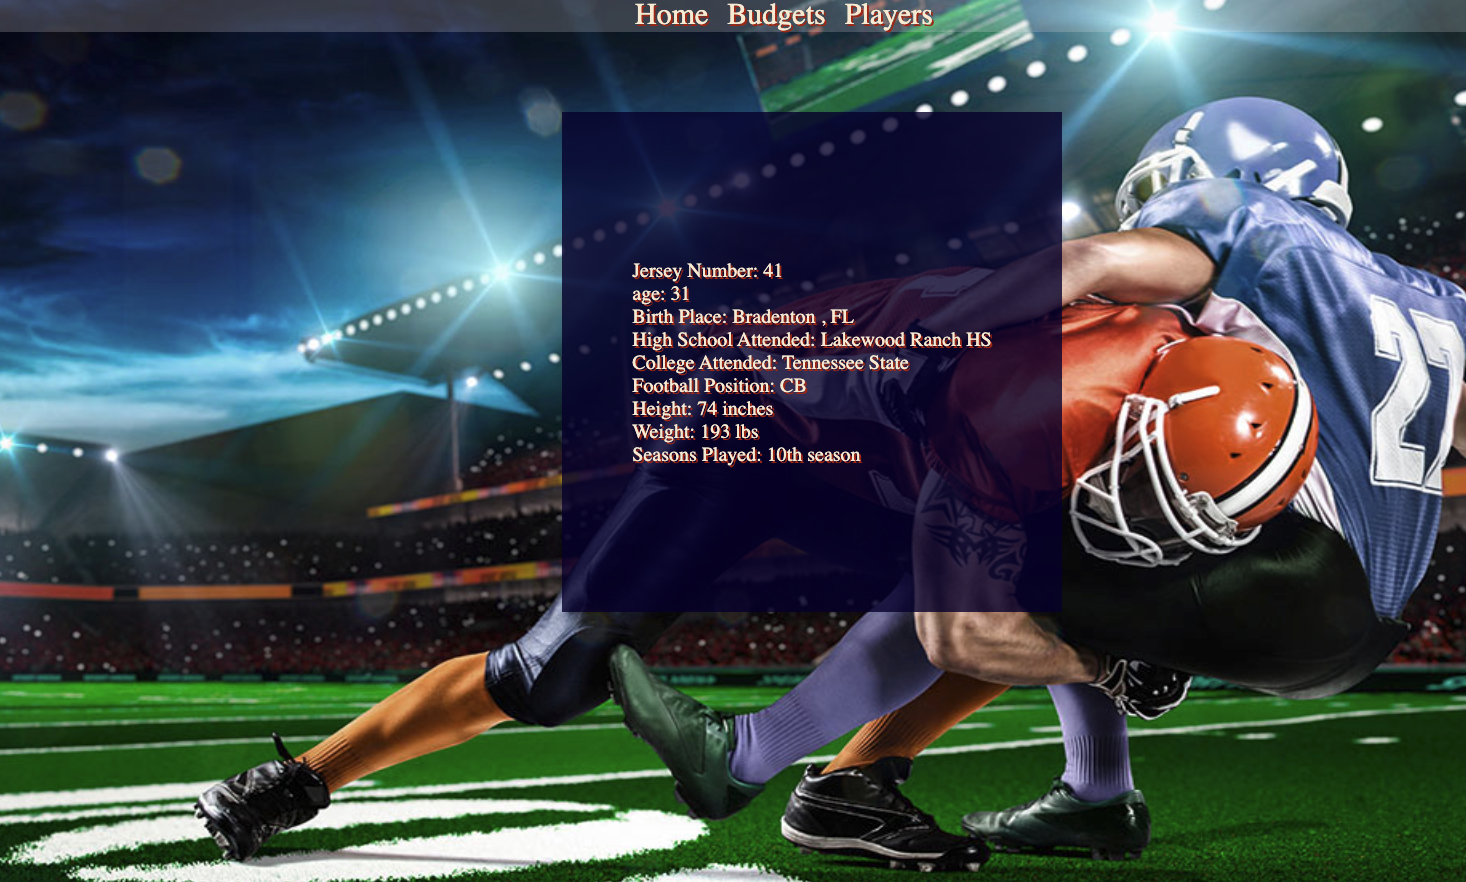 Home Budgets Players
Jersey Number: 41
age: 31
Birth Place: Bradenton , FL
High School Attended: Lakewood Ranch HS
College Attended: Tennessee State
Football Position: CB
Height: 74 inches
Weight: 193 lbs
Seasons Played: 10th season
27